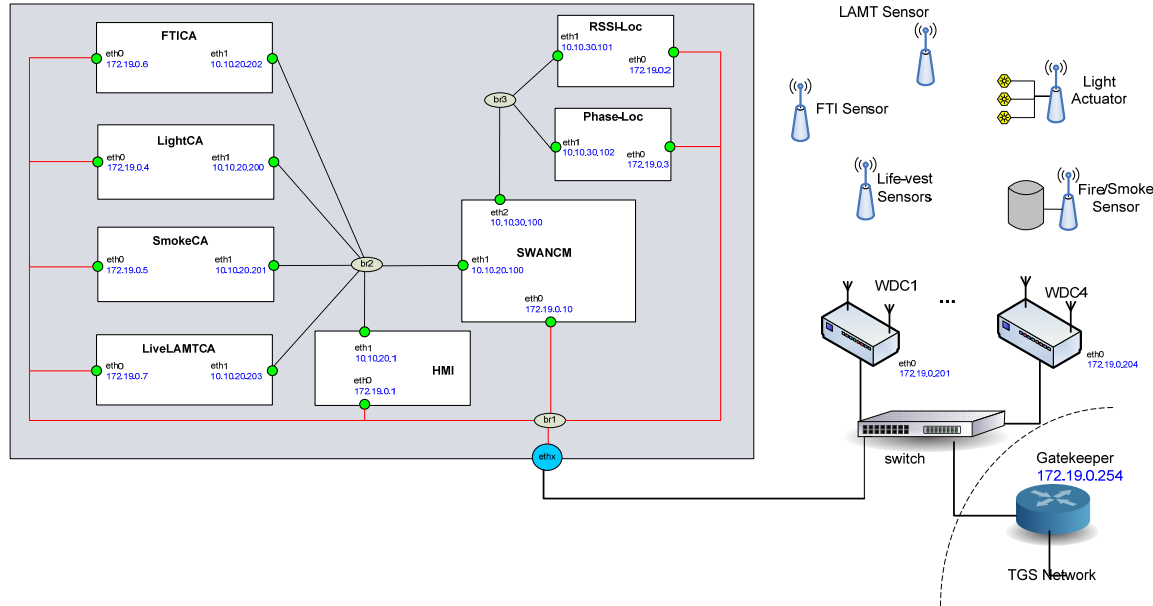 FTICA
eth0
172.19.0.6
eth1
10.10.20.202
LightCA
eth0
172.19.0.4
eth1
10.10.20.200
SmokeCA
eth0
172.19.0.5
eth1
10.10.20.201
LiveLAMTCA
eth0
172.19.0.7
eth1
10.10.20.203
br2
eth1
10.10.20.1
eth0
172.19.0.1
HMI
RSSI-Loc
eth1
10.10.30.101
eth0
172.19.0.2
br3
Phase-Loc
eth1
10.10.30.102
eth0
172.19.0.3
eth2
10.10.30.100
SWANCM
eth1
10.10.20.100
eth0
172.19.0.10
br1
ethx
LAMT Sensor
FTI Sensor
Light
Actuator
Life-vest
Sensors
Fire/Smoke
Sensor
WDC1
...
WDC4
eth0
172.19.0.201
eth0
172.19.0.204
switch
Gatekeeper
172.19.0.254
TGS Network